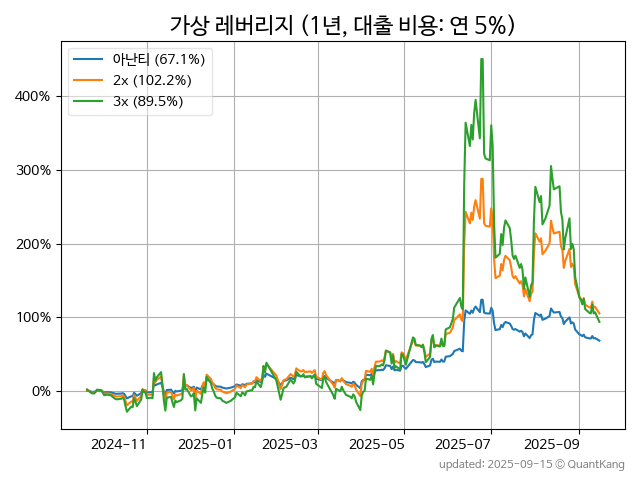 가상 레버리지 (1년, 대출 비용: 연 5%)
아난티 (67.1%)
2x (102.2%)
3x (89.5%)
400%
300%
200%
100%
0%
2024-11
2025-01
2025-03
2025-05
2025-07
2025-09
updated: 2025-09-15 © QuantKang